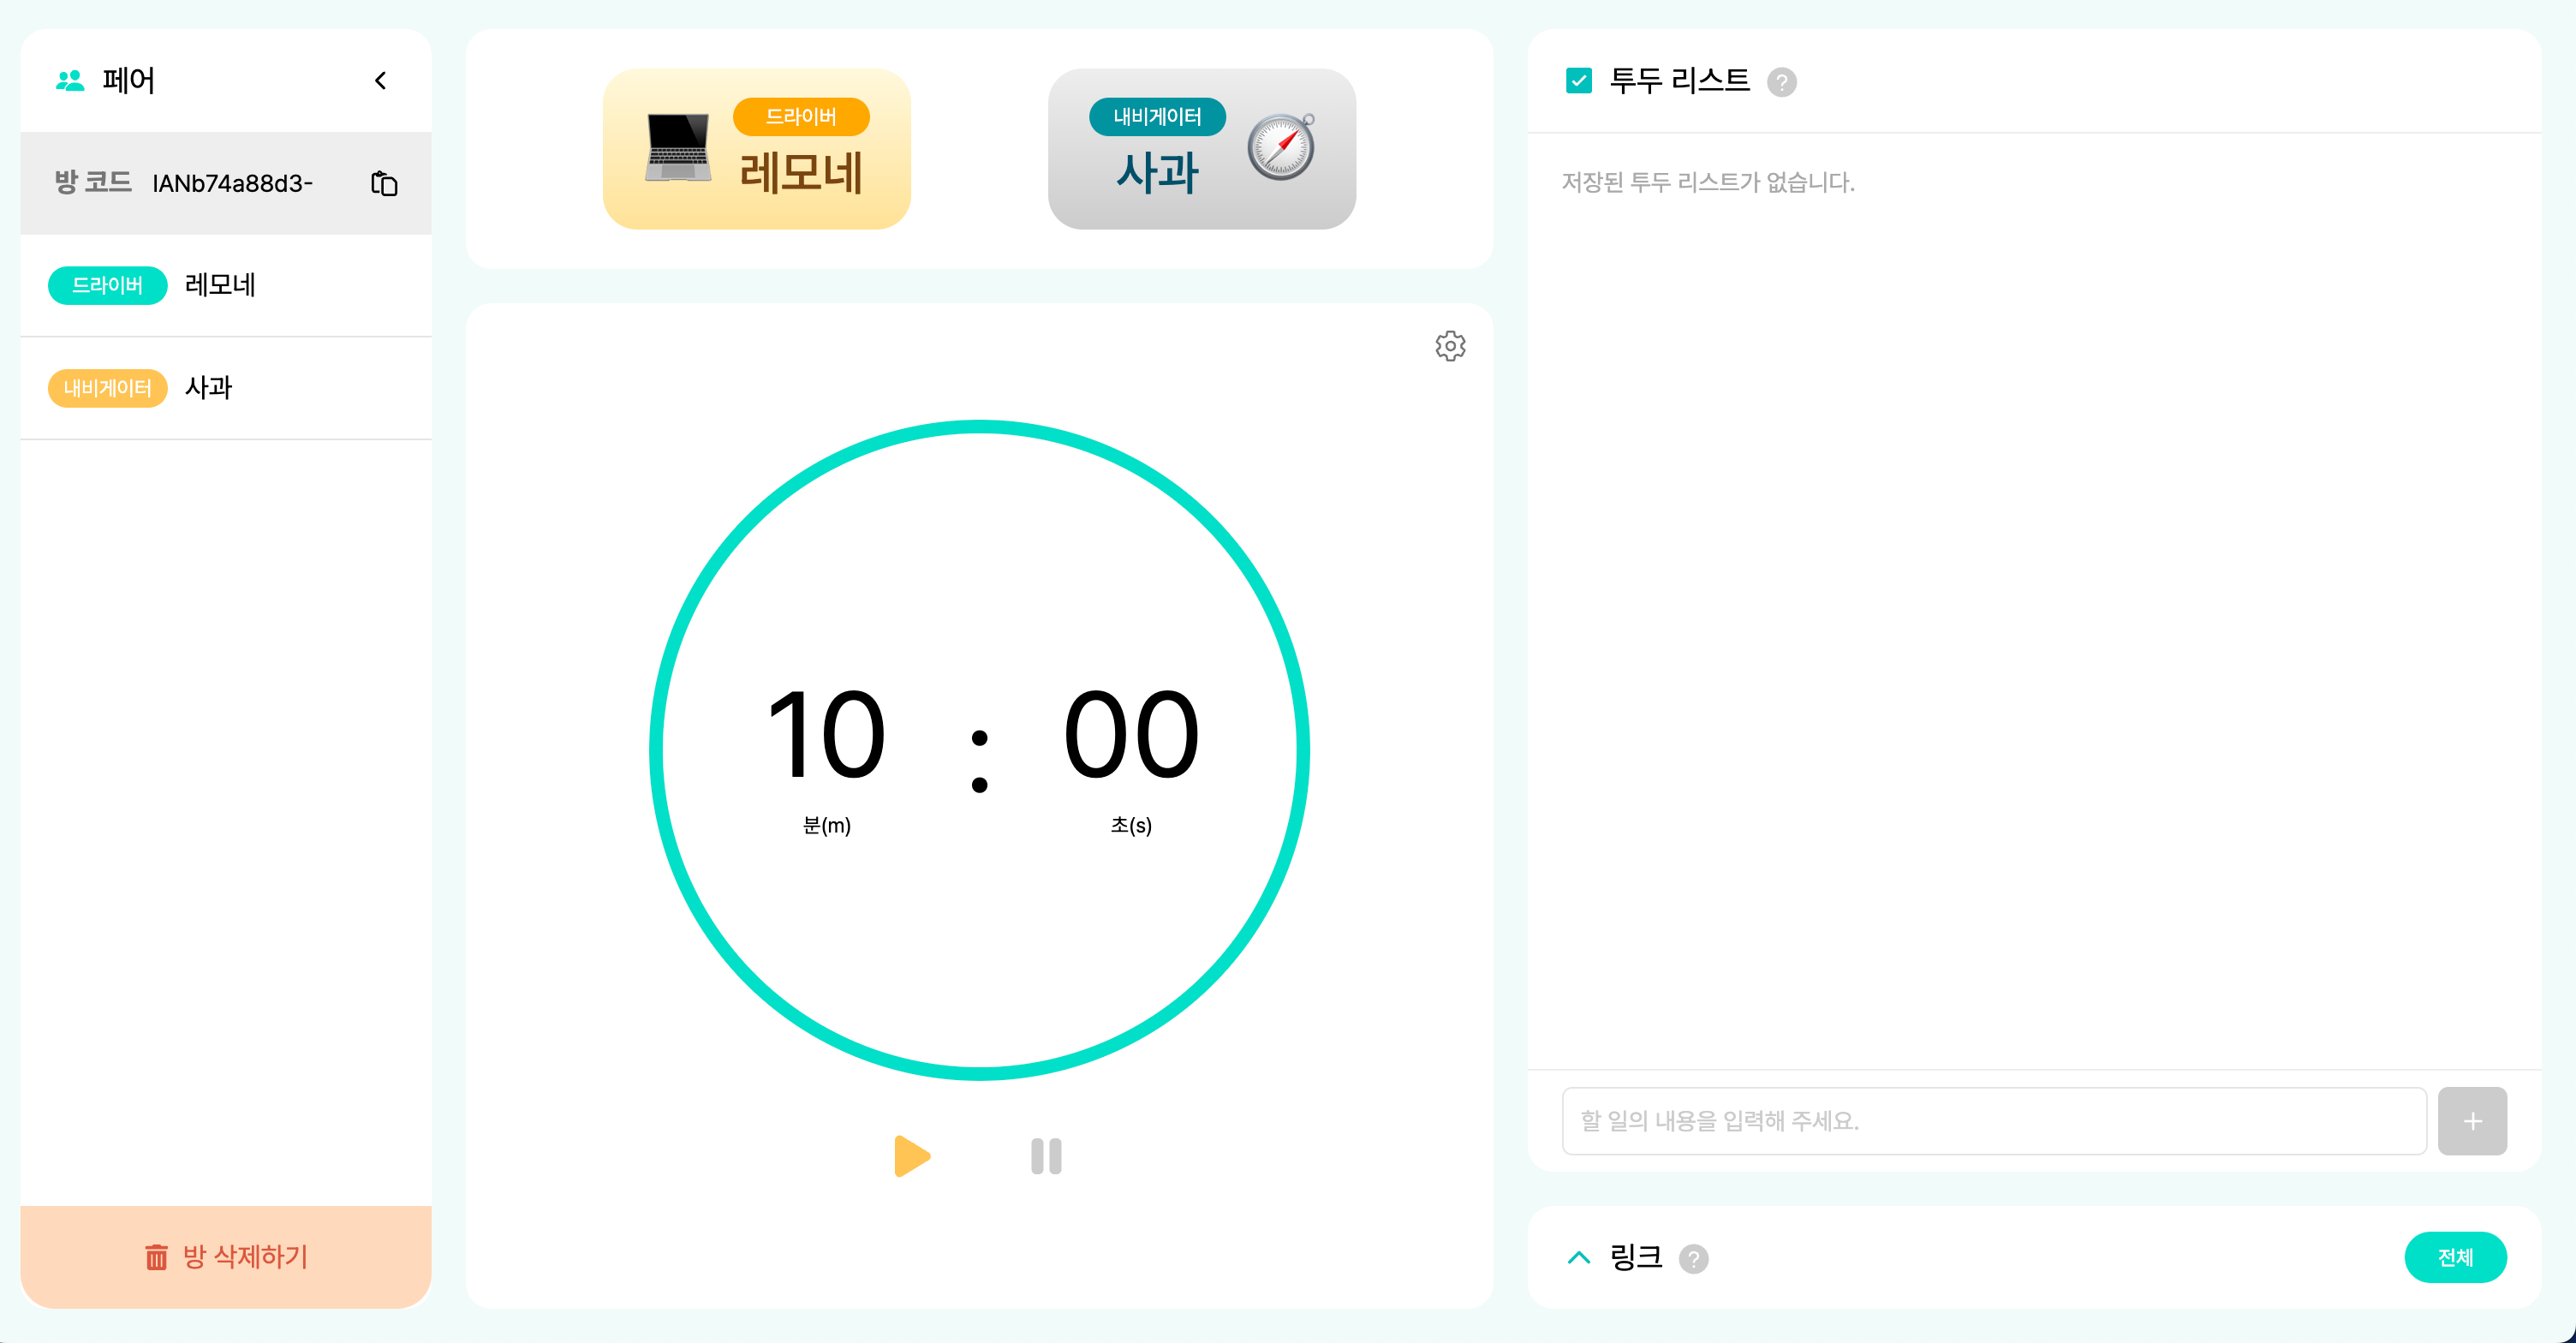 페어
방 코드 IANb74a88d3-
드라이버 레모네
내비게이터 사과
방 삭제하기
드라이버
레모네
내비게이터
사과
10 : 00
분(m) 초(s)
투두 리스트 ?
저장된 투두 리스트가 없습니다.
할 일의 내용을 입력해 주세요.
+
링크 ? 전체